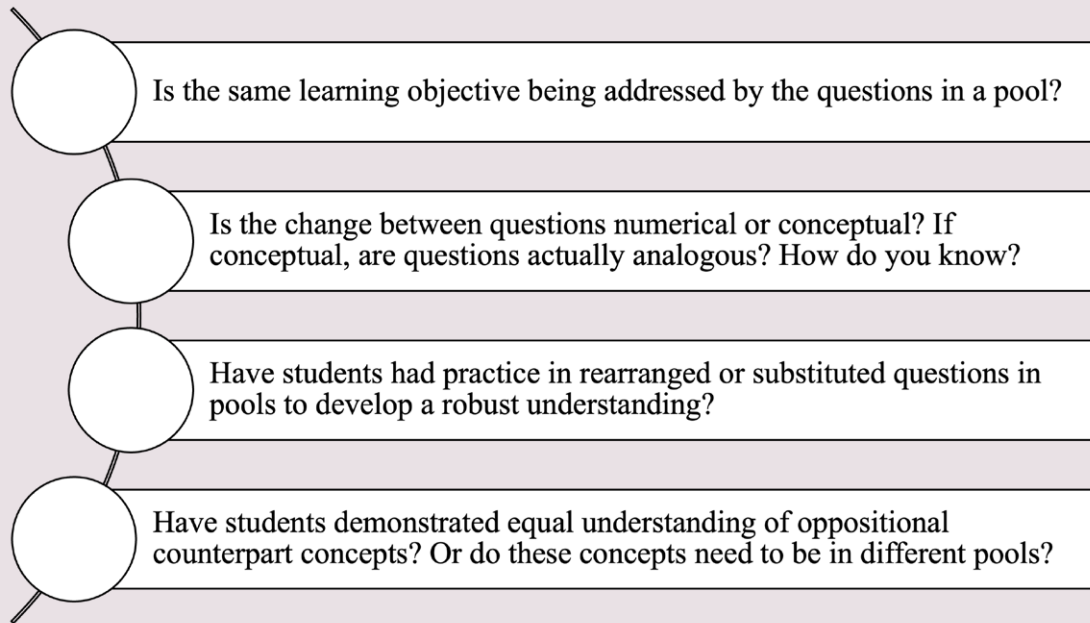 Is the same learning objective being addressed by the questions in a pool?
Is the change between questions numerical or conceptual? If
conceptual, are questions actually analogous? How do you know?
Have students had practice in rearranged or substituted questions in
pools to develop a robust understanding?
Have students demonstrated equal understanding of oppositional
counterpart concepts? Or do these concepts need to be in different pools?